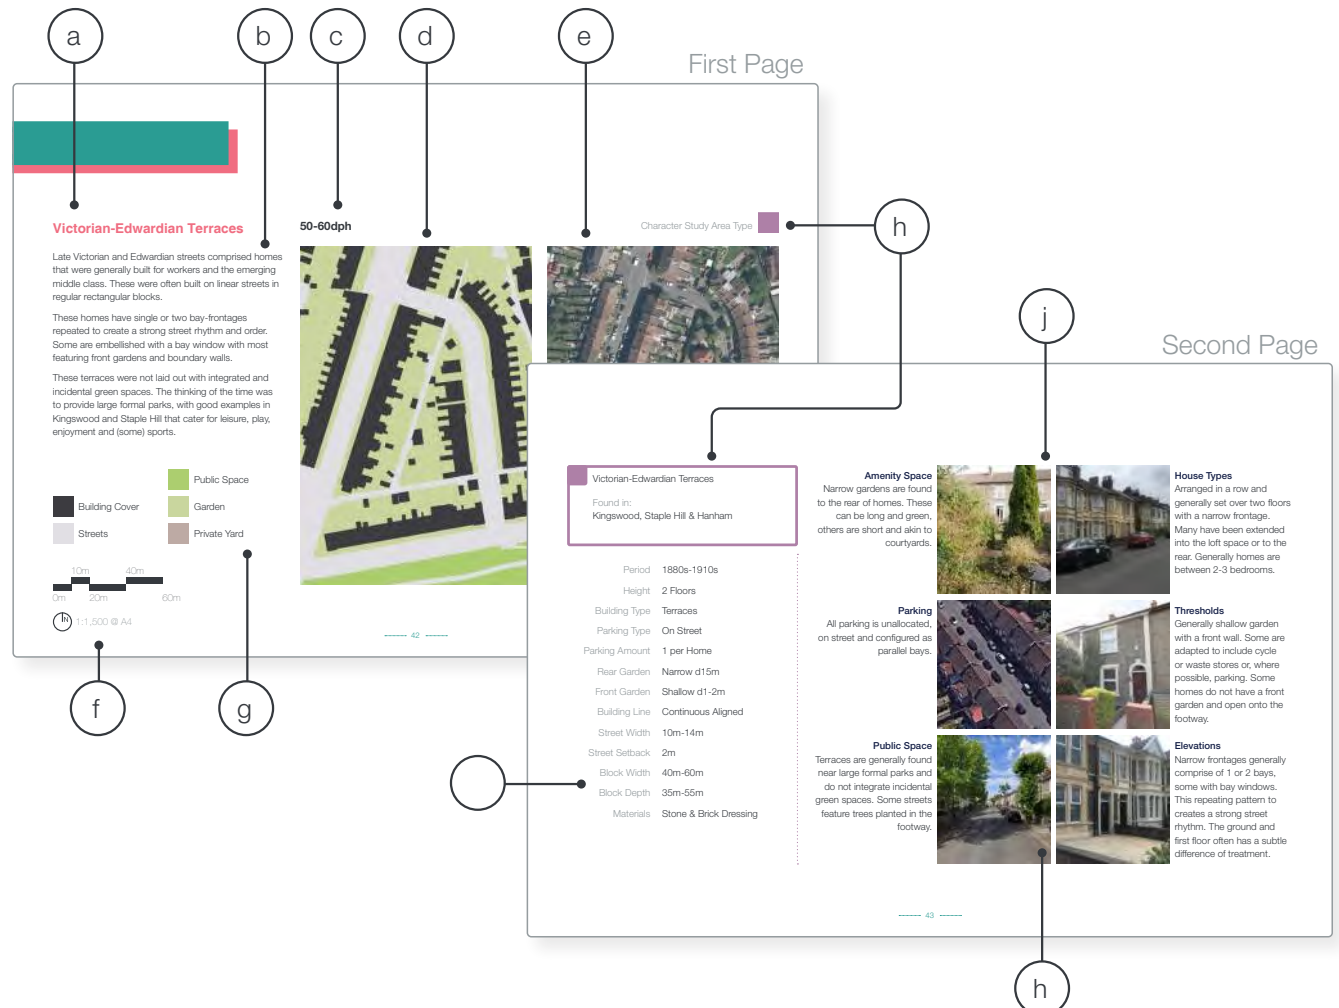 a
b
c
d
e
First Page
Victorian-Edwardian Terraces
50-60dph
Character Study Area Type
h
Late Victorian and Edwardian streets comprised homes
that were generally built for workers and the emerging
middle class. These were often built on linear streets in
regular rectangular blocks.
These homes have single or two bay-frontages
repeated to create a strong street rhythm and order.
Some are embellished with a bay window with most
featuring front gardens and boundary walls.
These terraces were not laid out with integrated and
incidental green spaces. The thinking of the time was
to provide large formal parks, with good examples in
Kingswood and Staple Hill that cater for leisure, play,
enjoyment and (some) sports.
Public Space
Building Cover
Garden
Streets
Private Yard
10m
40m
0m
20m
60m
N
1:1,500 @ A4
42
f
g
j
Second Page
Victorian-Edwardian Terraces
Found in:
Kingswood, Staple Hill & Hanham
Period 1880s-1910s
Height 2 Floors
Building Type Terraces
Parking Type On Street
Parking Amount 1 per Home
Rear Garden Narrow d15m
Front Garden Shallow d1-2m
Building Line Continuous Aligned
Street Width 10m-14m
Street Setback 2m
Block Width 40m-60m
Block Depth 35m-55m
Materials Stone & Brick Dressing
Amenity Space
Narrow gardens are found
to the rear of homes. These
can be long and green,
others are short and akin to
courtyards.
Parking
All parking is unallocated,
on street and configured as
parallel bays.
Public Space
Terraces are generally found
near large formal parks and
do not integrate incidental
green spaces. Some streets
feature trees planted in the
footway.
House Types
Arranged in a row and
generally set over two floors
with a narrow frontage.
Many have been extended
into the loft space or to the
rear. Generally homes are
between 2-3 bedrooms.
Thresholds
Generally shallow garden
with a front wall. Some are
adapted to include cycle
or waste stores or, where
possible, parking. Some
homes do not have a front
garden and open onto the
footway.
Elevations
Narrow frontages generally
comprise of 1 or 2 bays,
some with bay windows.
This repeating pattern to
creates a strong street
rhythm. The ground and
first floor often has a subtle
difference of treatment.
43
h